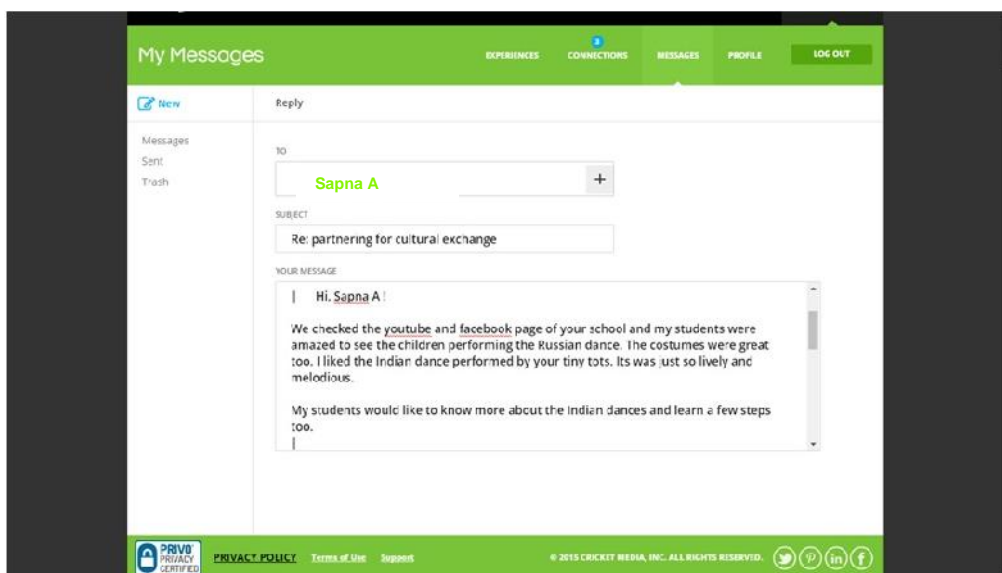 My Messages
EXPERIENCES
3
CONNECTIONS
MESSAGES
PROFILE
LOG OUT
New
Reply
Messages
Sent
Trash
TO
Sapna A
+
SUBJECT
Re: partnering for cultural exchange
YOUR MESSAGE
| Hi, Sapna A !
We checked the youtube and facebook page of your school and my students were
amazed to see the children performing the Russian dance. The costumes were great
too. I liked the Indian dance performed by your tiny tots. Its was just so lively and
melodious.
My students would like to know more about the Indian dances and learn a few steps
too.
|
PRIVO
PRIVACY
CERTIFIED
PRIVACY POLICY
Terms of Use
Support
© 2015 CRICKET MEDIA, INC. ALL RIGHTS RESERVED.